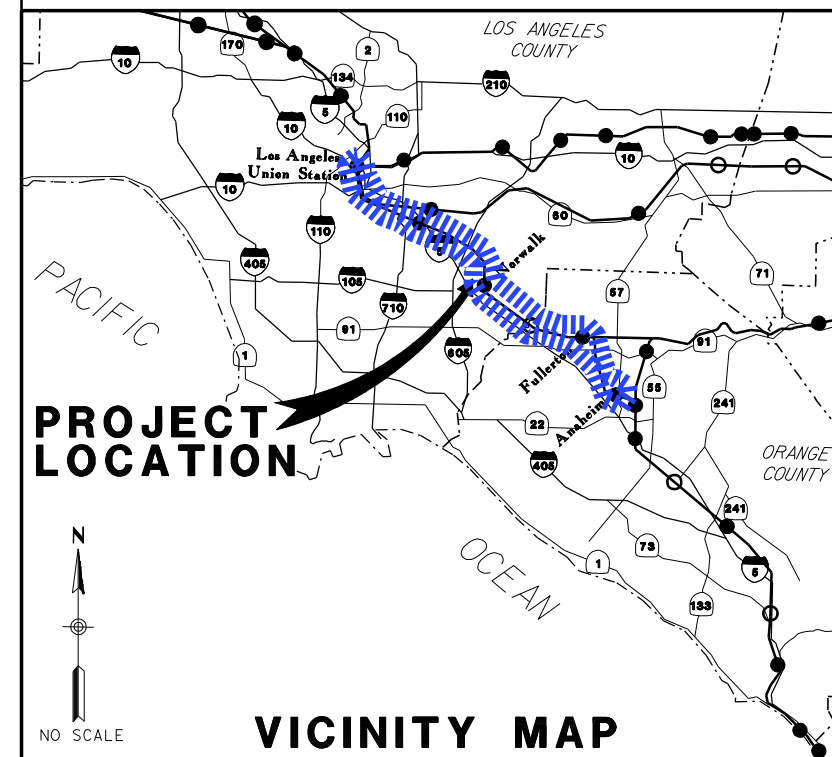 LOS ANGELES
COUNTY
170
2
10
134
210
5
110
10
Los Angeles
Union Station
10
10
60
110
5
405
Norwalk
71
105
57
PACIFIC
710
91
91
605
1
Fullerton
55
241
PROJECT
LOCATION
22
Anaheim
ORANGE
COUNTY
405
241
N
OCEAN
73
1
5
133
NO SCALE
VICINITY MAP